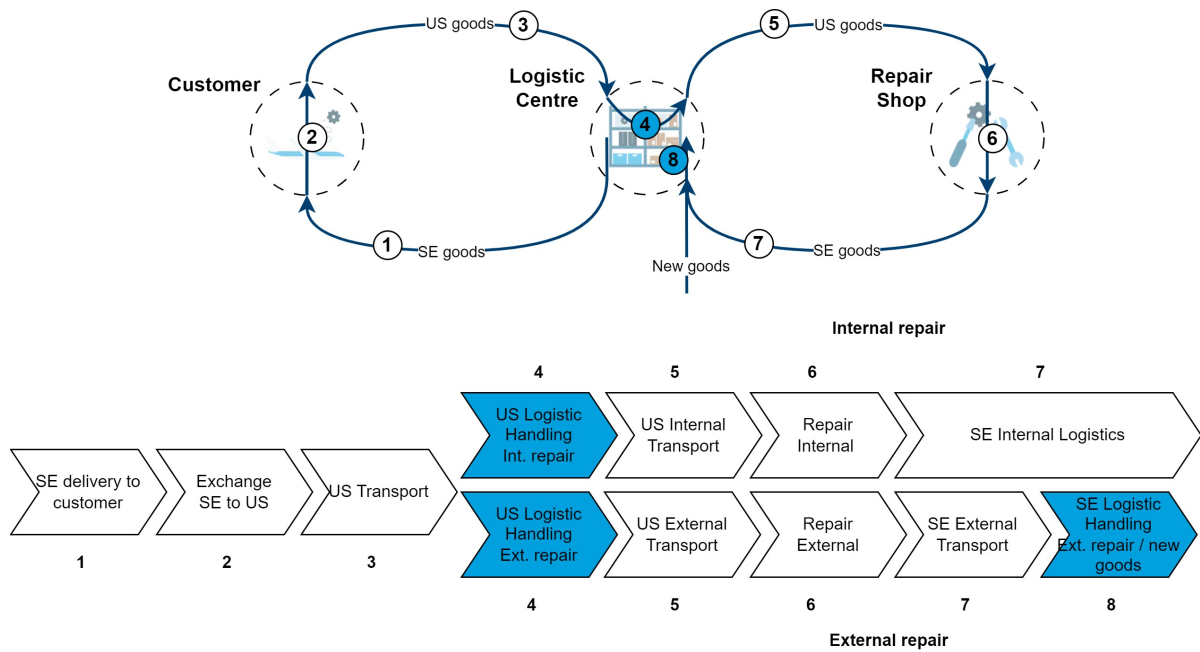 US goods
3
5
US goods
Customer
Logistic
Centre
Repair
Shop
2
4
8
6
1
SE goods
7
SE goods
New goods
Internal repair
4
5
6
7
US Logistic
Handling
Int. repair
US Internal
Transport
Repair
Internal
SE Internal Logistics
SE delivery to
customer
Exchange
SE to US
US Transport
US Logistic
Handling
Ext. repair
US External
Transport
Repair
External
SE External
Transport
SE Logistic
Handling
Ext. repair / new
goods
1
2
3
4
5
6
7
8
External repair